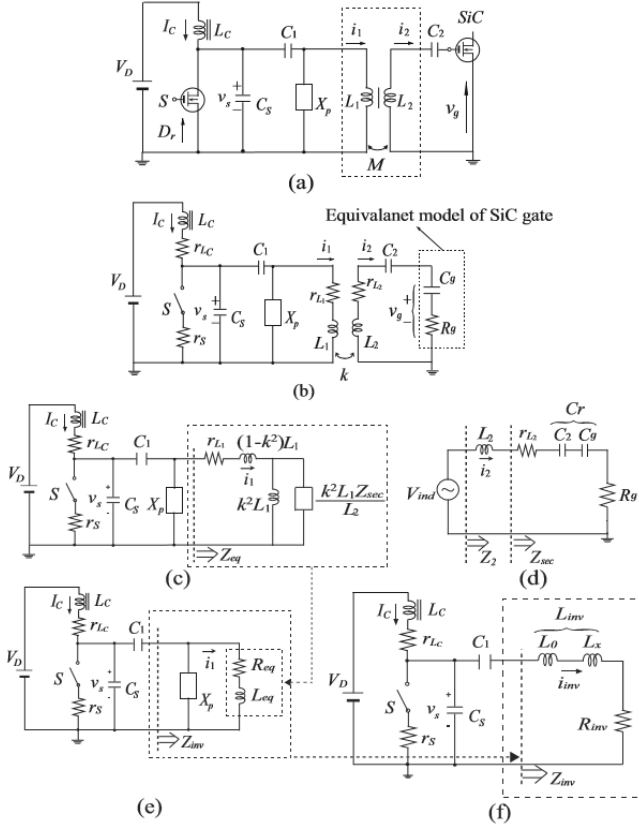 SiC
I_C L_C
C_1
i_1 i_2 C_2
V_D
S
v_s C_S
X_p
L_1 L_2
v_g
D_r
M
(a)
Equivalanet model of SiC gate
I_C L_C
r_LC
C_1
i_1 i_2 C_2
V_D
r_L1 r_L2
C_g
S
v_s C_S
X_p
v_g
R_g
r_S
L_1 L_2
k
(b)
I_C L_C
r_LC
C_1
r_L1 (1-k²)L_1
i_1
V_D
S
v_s C_S
X_p
k²L_1
k²L_1Z_sec
L_2
r_S
Z_eq
(c)
Cr
L_2 r_L2 C_2 C_g
i_2
V_ind
R_g
Z_2 Z_sec
(d)
I_C L_C
r_LC
C_1
i_1
V_D
R_eq
S
v_s C_S
X_p
L_eq
r_S
Z_inv
(e)
I_C L_C
r_LC
L_inv
C_1
L_0 L_x
i_inv
V_D
S
v_s C_S
R_inv
r_S
Z_inv
(f)